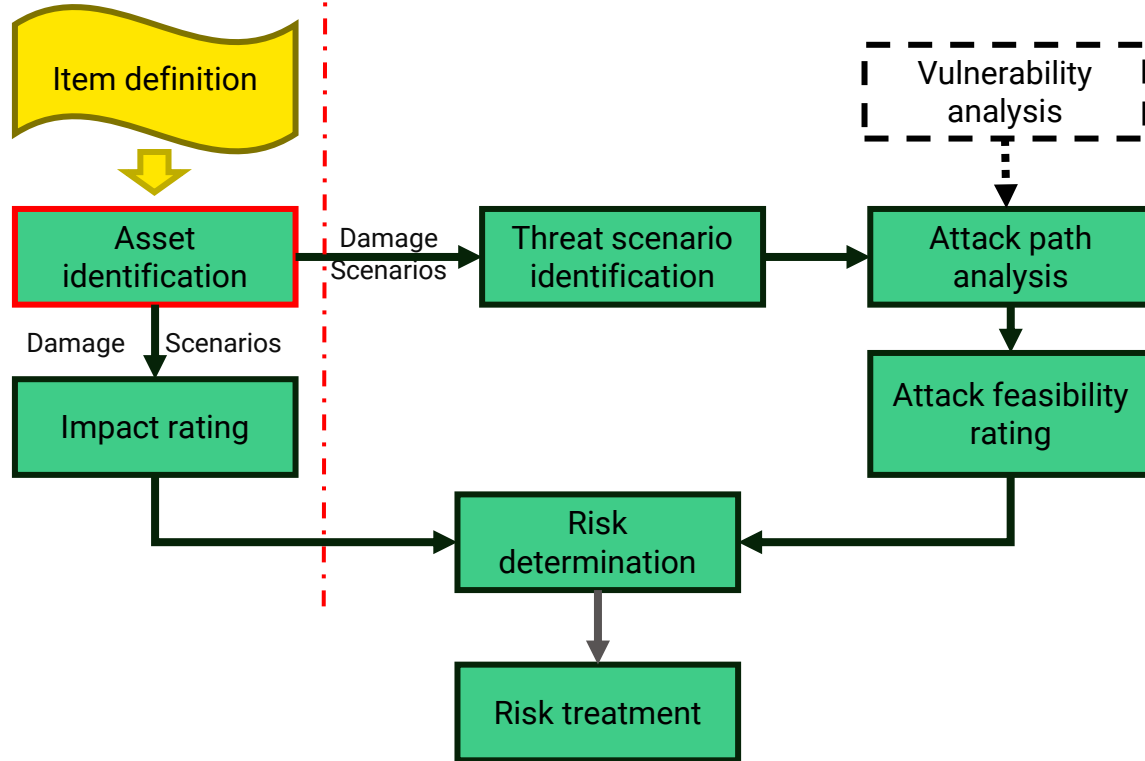 Item definition
Vulnerability
analysis
Asset
identification
Damage
Scenarios
Threat scenario
identification
Attack path
analysis
Damage Scenarios
Impact rating
Attack feasibility
rating
Risk
determination
Risk treatment